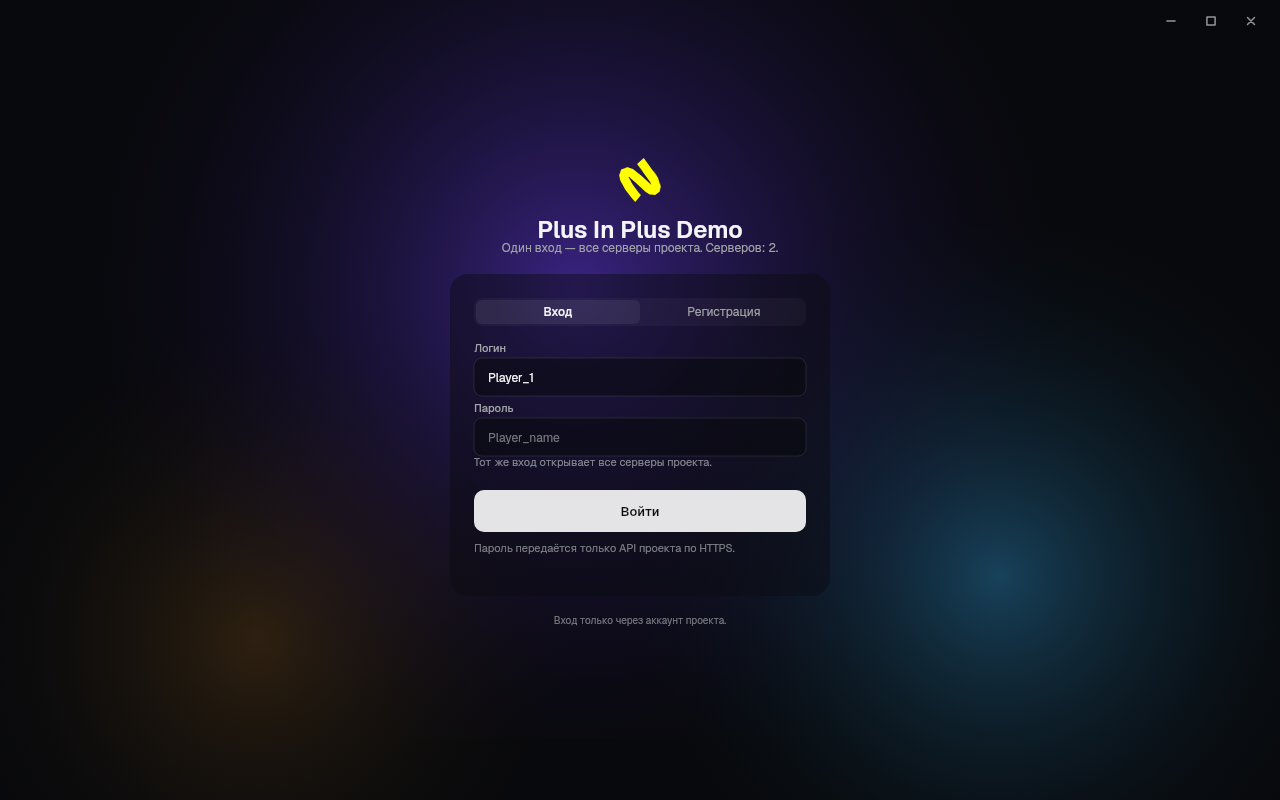 Plus In Plus Demo
Один вход — все серверы проекта. Серверов: 2.
Вход
Регистрация
Логин
Player_1
Пароль
Player_name
Тот же вход открывает все серверы проекта.
Войти
Пароль передаётся только API проекта по HTTPS.
Вход только через аккаунт проекта.